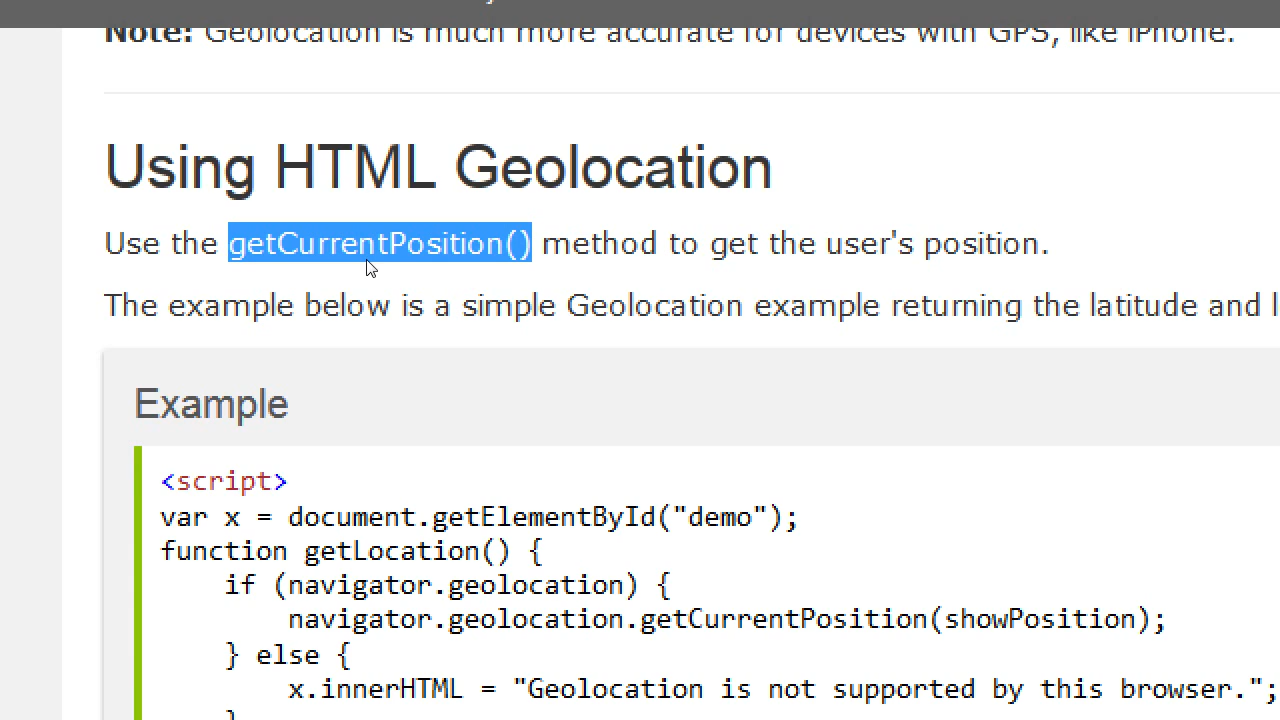 Note: Geolocation is much more accurate for devices with GPS, like iPhone.
Using HTML Geolocation
Use the getCurrentPosition() method to get the user's position.
The example below is a simple Geolocation example returning the latitude and
Example
<script>
var x = document.getElementById("demo");
function getLocation() {
    if (navigator.geolocation) {
        navigator.geolocation.getCurrentPosition(showPosition);
    } else {
        x.innerHTML = "Geolocation is not supported by this browser.";
    }